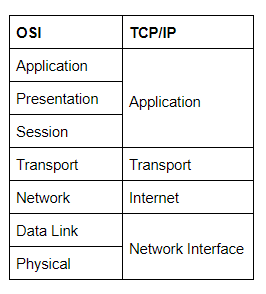 OSI TCP/IP
Application
Presentation
Application
Session
Transport Transport
Network Internet
Data Link
Network Interface
Physical